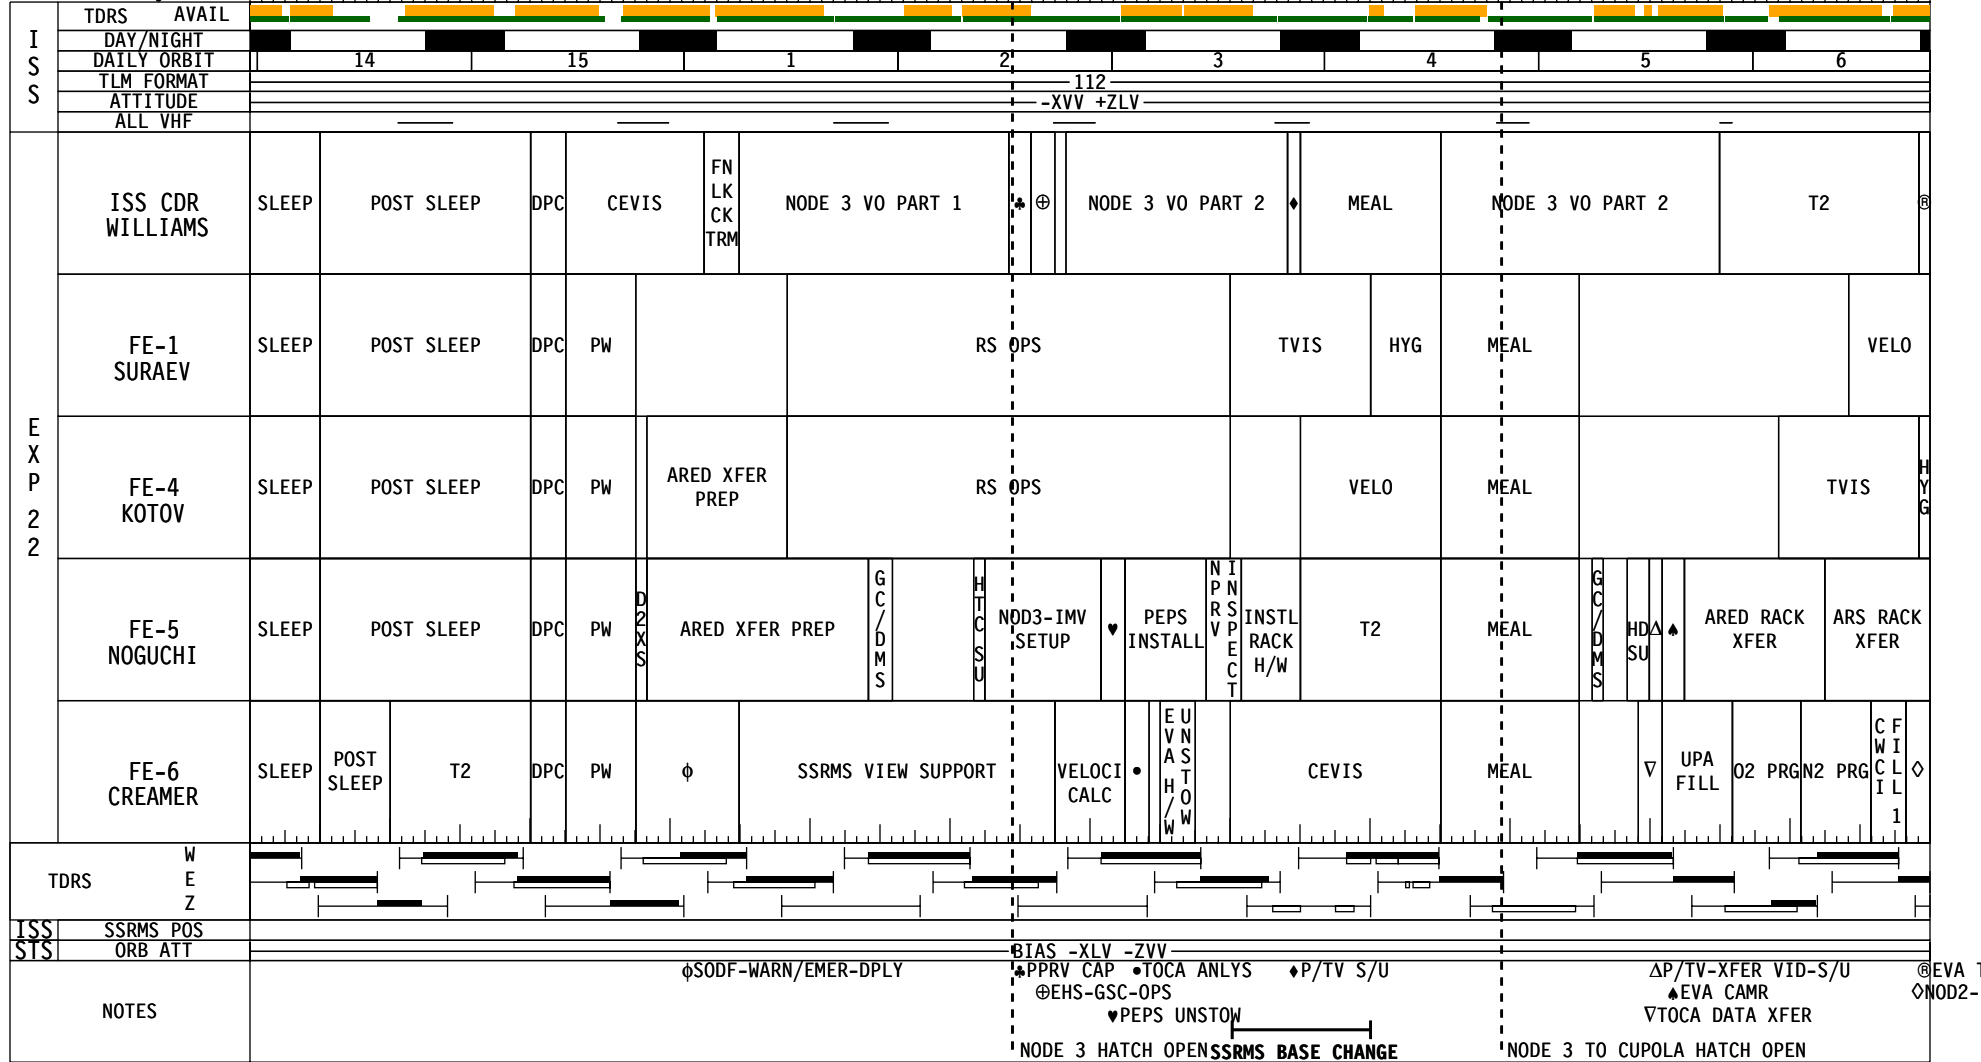 TDRS AVAIL
ISS
DAY/NIGHT
DAILY ORBIT 14 15 1 2 3 4 5 6
TLM FORMAT 112
ATTITUDE -XVV +ZLV
ALL VHF
EXP 22
ISS CDR WILLIAMS
SLEEP POST SLEEP DPC CEVIS FN LK CK TRM NODE 3 VO PART 1 ♣ ⊕ NODE 3 VO PART 2 ♦ MEAL NODE 3 VO PART 2 T2 ®
FE-1 SURAEV
SLEEP POST SLEEP DPC PW RS OPS TVIS HYG MEAL VELO
FE-4 KOTOV
SLEEP POST SLEEP DPC PW ARED XFER PREP RS OPS VELO MEAL TVIS HYG
FE-5 NOGUCHI
SLEEP POST SLEEP DPC PW D2XS ARED XFER PREP GC/DMS HTC SU NOD3-IMV SETUP ♥ PEPS INSTALL NPRV INSPECT INSTL RACK H/W T2 MEAL GC/DMS HD SU Δ ♠ ARED RACK XFER ARS RACK XFER
FE-6 CREAMER
SLEEP POST SLEEP T2 DPC PW ϕ SSRMS VIEW SUPPORT VELOCI CALC • EVA H/W UNSTOW CEVIS MEAL ∇ UPA FILL O2 PRG N2 PRG CWCI FILL 1 ◊
TDRS
W
E
Z
ISS SSRMS POS
STS ORB ATT BIAS -XLV -ZVV
NOTES
ϕSODF-WARN/EMER-DPLY ♣PPRV CAP •TOCA ANLYS ♦P/TV S/U ΔP/TV-XFER VID-S/U ®EVA T
⊕EHS-GSC-OPS ♠EVA CAMR ◊NOD2-
♥PEPS UNSTOW ∇TOCA DATA XFER
NODE 3 HATCH OPEN SSRMS BASE CHANGE NODE 3 TO CUPOLA HATCH OPEN